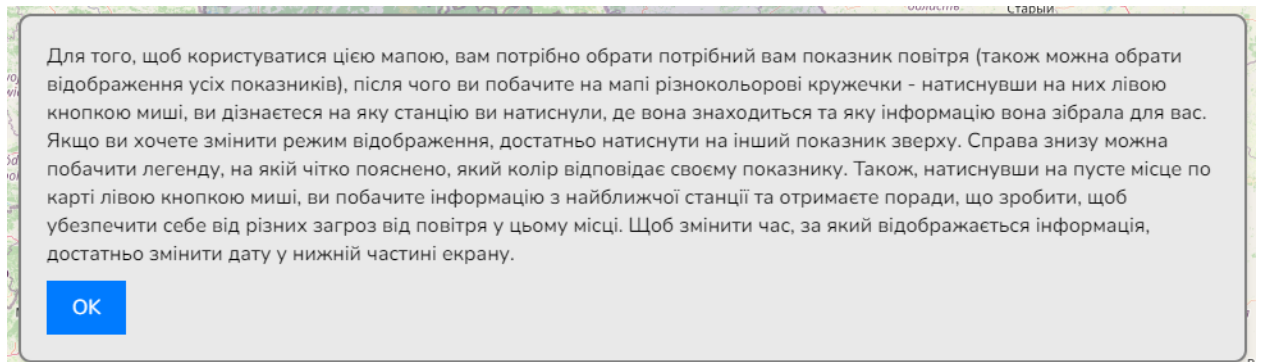 область
Старый
Для того, щоб користуватися цією мапою, вам потрібно обрати потрібний вам показник повітря (також можна обрати
відображення усіх показників), після чого ви побачите на мапі різнокольорові кружечки - натиснувши на них лівою
кнопкою миші, ви дізнаєтеся на яку станцію ви натиснули, де вона знаходиться та яку інформацію вона зібрала для вас.
Якщо ви хочете змінити режим відображення, достатньо натиснути на інший показник зверху. Справа знизу можна
побачити легенду, на якій чітко пояснено, який колір відповідає своєму показнику. Також, натиснувши на пусте місце по
карті лівою кнопкою миші, ви побачите інформацію з найближчої станції та отримаєте поради, що зробити, щоб
убезпечити себе від різних загроз від повітря у цьому місці. Щоб змінити час, за який відображається інформація,
достатньо змінити дату у нижній частині екрану.
OK